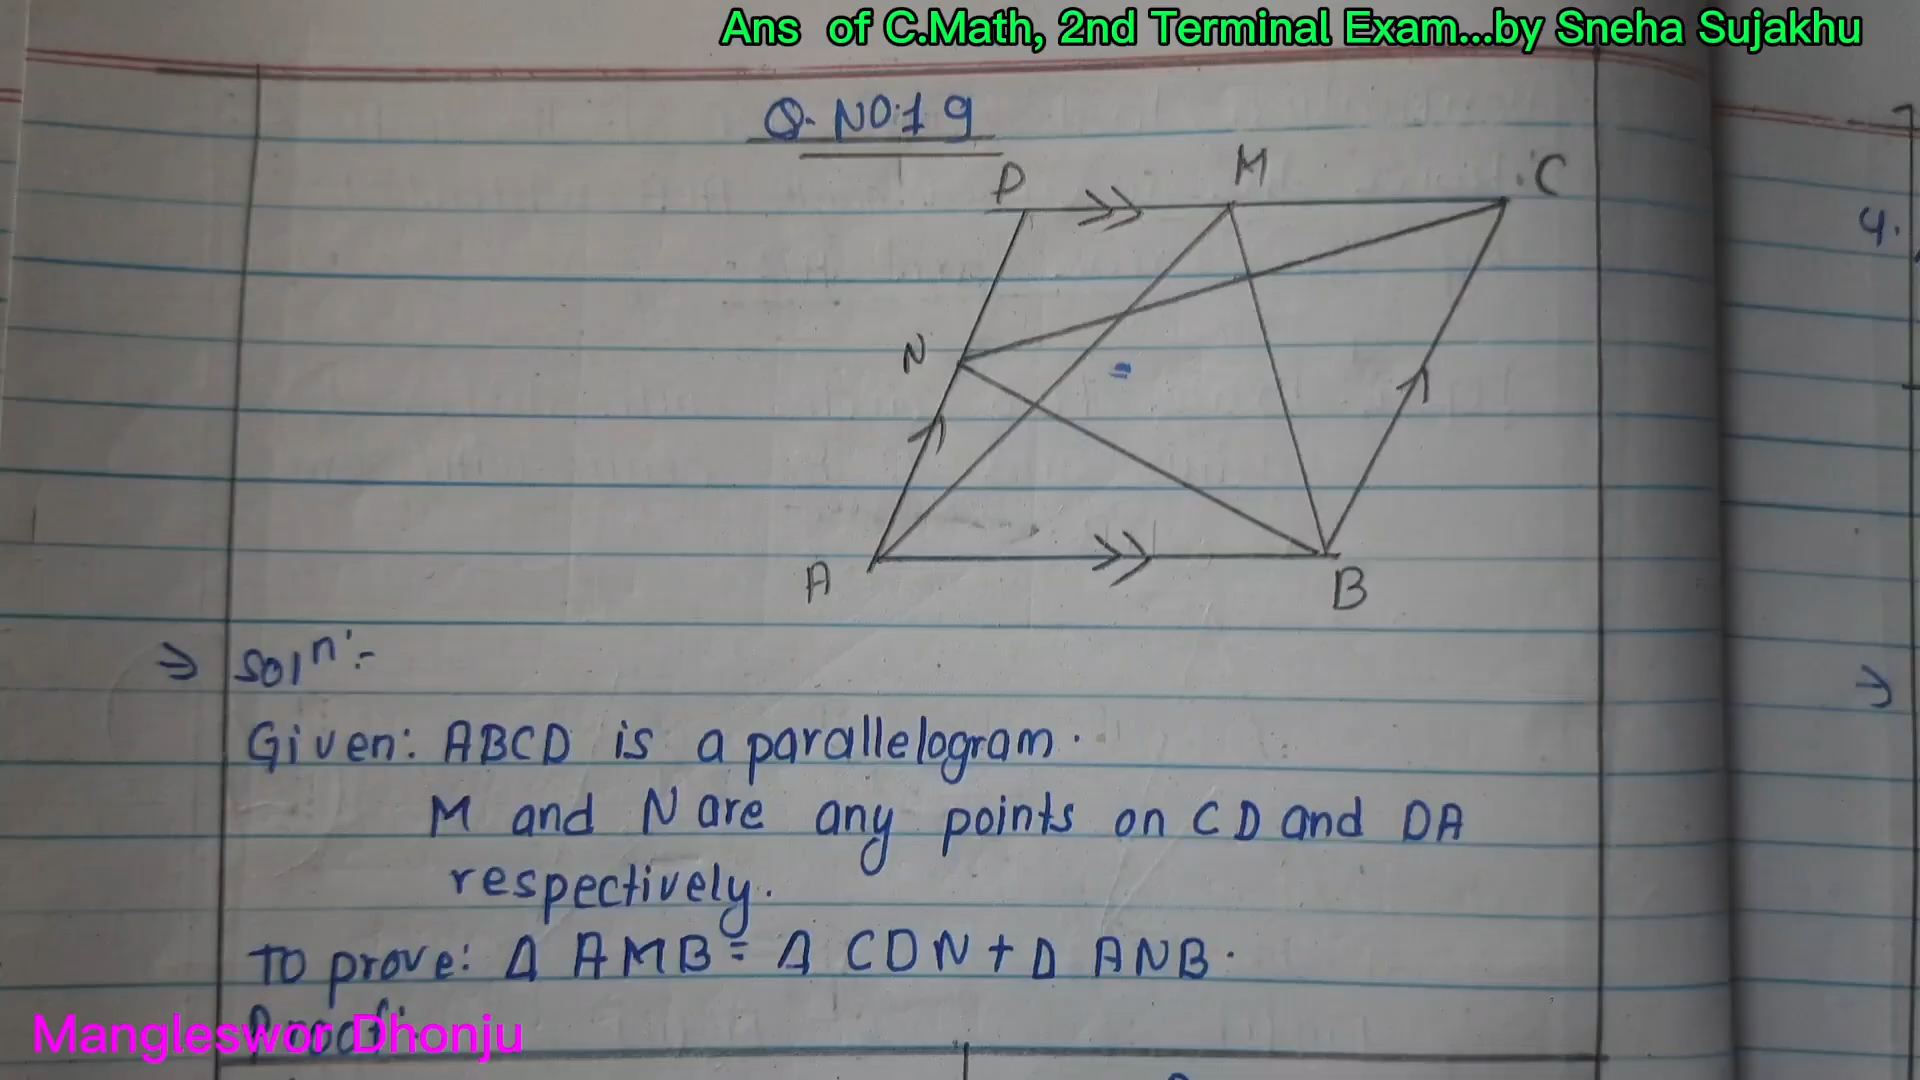 Ans of C.Math, 2nd Terminal Exam...by Sneha Sujakhu
Q. NO:19
D M C
4.
N
A B
⇒ Solⁿ:-
Given: ABCD is a parallelogram.
M and N are any points on CD and DA
respectively.
To prove: Δ AMB = Δ CDN + Δ ANB.
Proof:
Mangleswor Dhonju